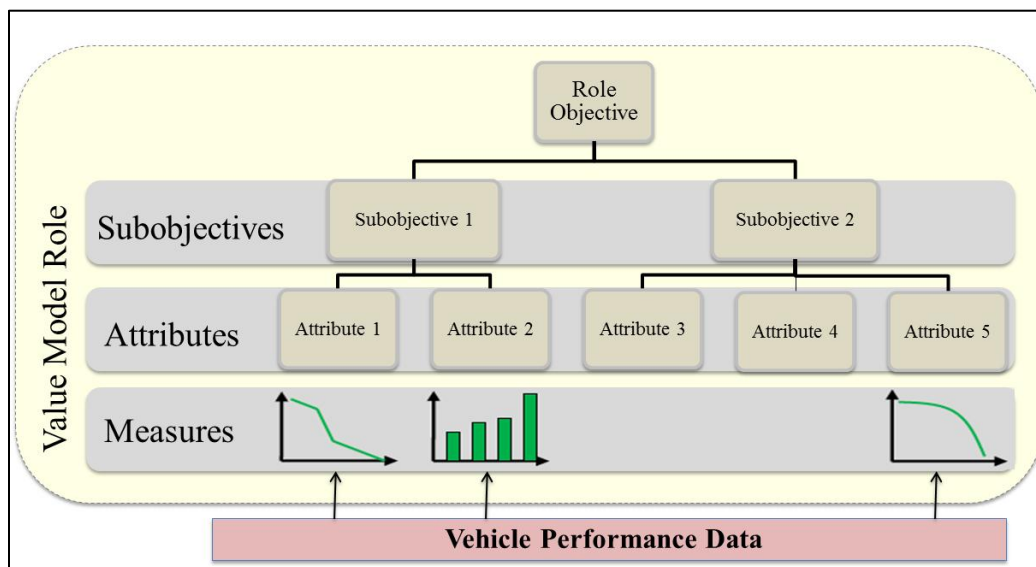 Role
Objective
Value Model Role
Subobjectives
Subobjective 1
Subobjective 2
Attributes
Attribute 1
Attribute 2
Attribute 3
Attribute 4
Attribute 5
Measures
Vehicle Performance Data